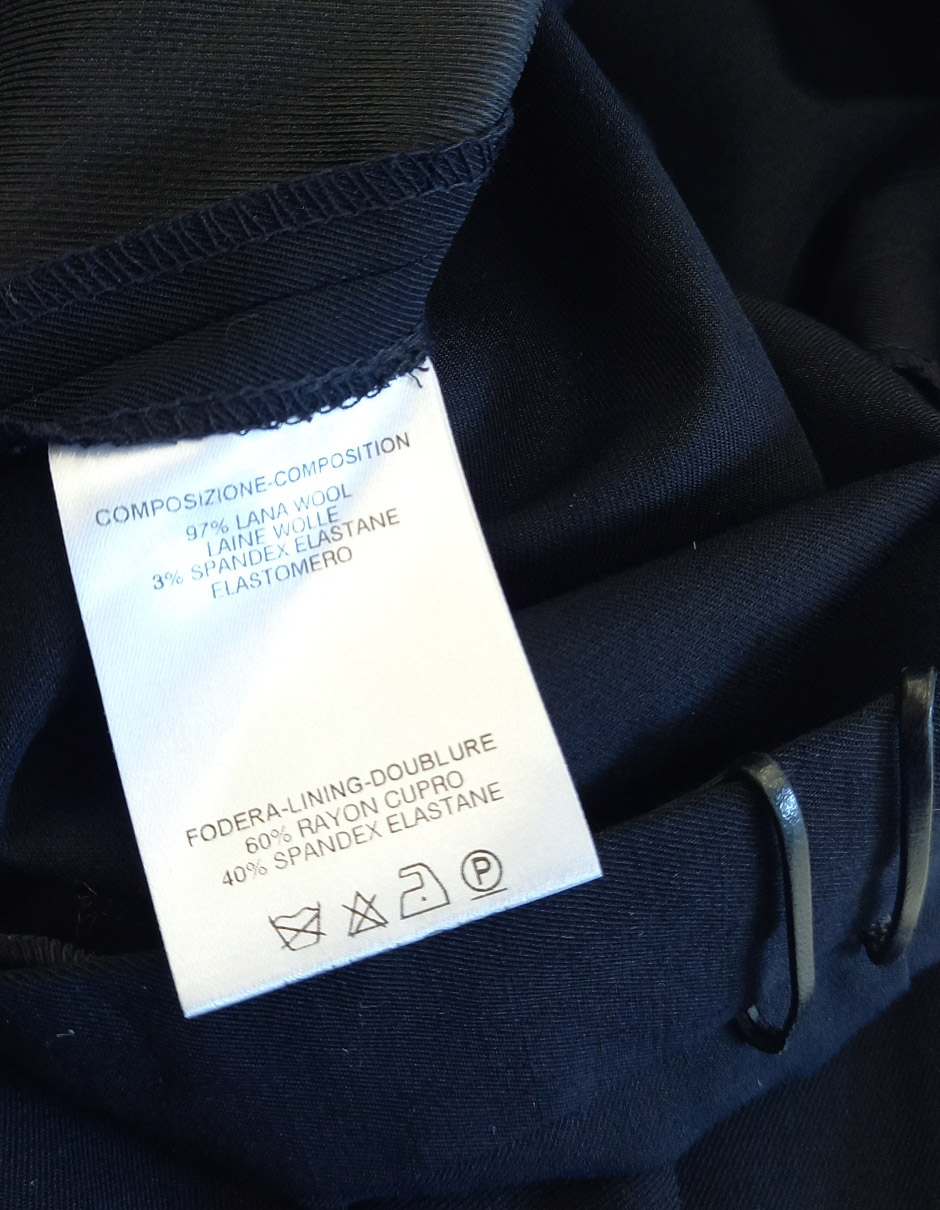 COMPOSIZIONE-COMPOSITION
97% LANA WOOL
LAINE WOLLE
3% SPANDEX ELASTANE
ELASTOMERO
FODERA-LINING-DOUBLURE
60% RAYON CUPRO
40% SPANDEX ELASTANE
P